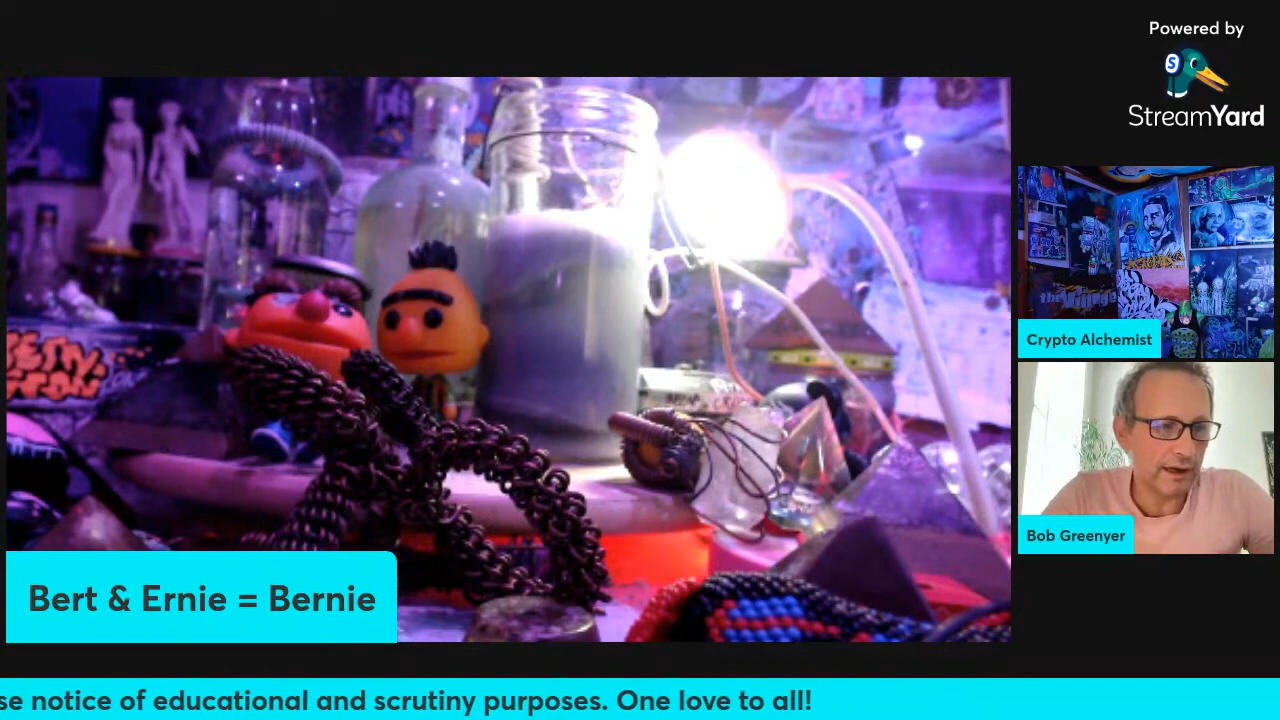 Powered by
StreamYard
Crypto Alchemist
Bob Greenyer
Bert & Ernie = Bernie
se notice of educational and scrutiny purposes. One love to all!